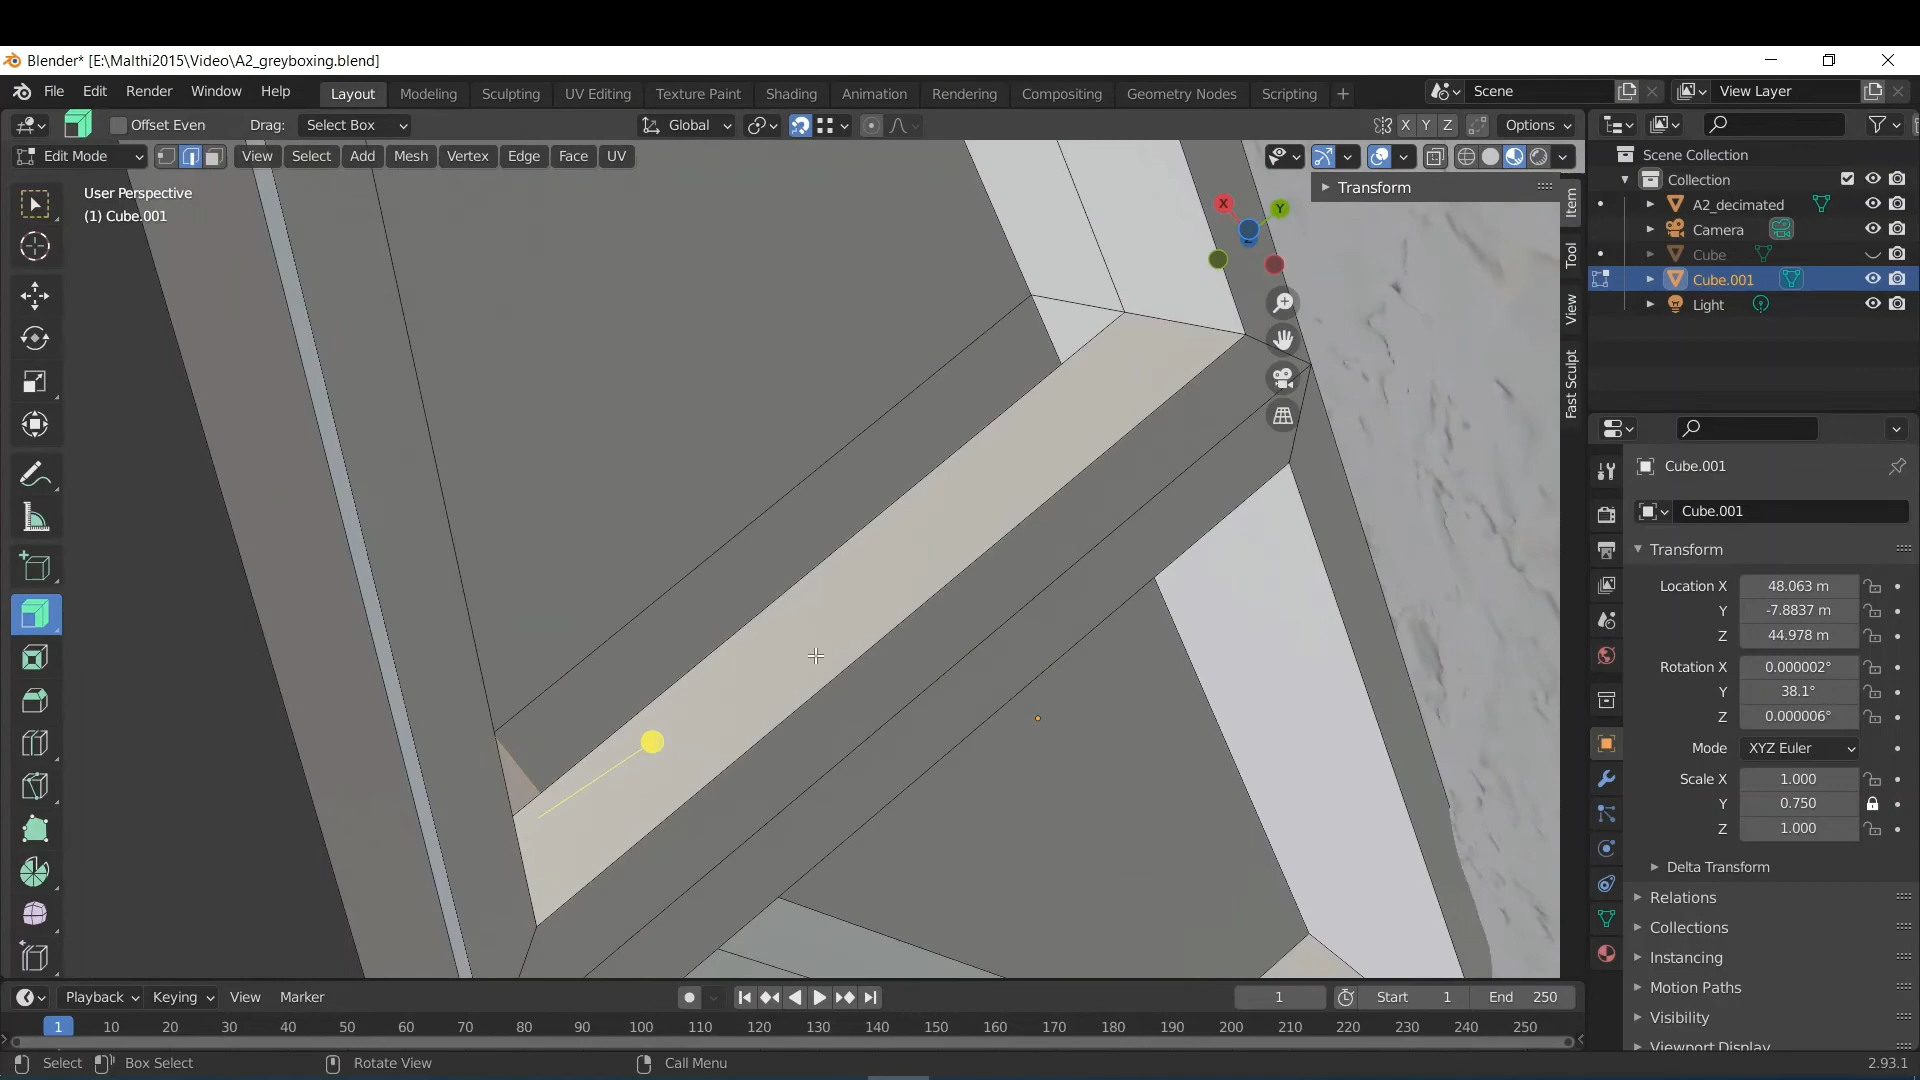 Blender* [E:\Malthi2015\Video\A2_greyboxing.blend]
File Edit Render Window Help Layout Modeling Sculpting UV Editing Texture Paint Shading Animation Rendering Compositing Geometry Nodes Scripting + Scene View Layer
Offset Even Drag: Select Box Global X Y Z Options
Edit Mode View Select Add Mesh Vertex Edge Face UV
Scene Collection
Collection
A2_decimated
Camera
Cube
Cube.001
Light
User Perspective
(1) Cube.001
Transform
X Y
Item
Tool
View
Fast Sculpt
Cube.001
Cube.001
Transform
Location X 48.063 m
Y -7.8837 m
Z 44.978 m
Rotation X 0.000002°
Y 38.1°
Z 0.000006°
Mode XYZ Euler
Scale X 1.000
Y 0.750
Z 1.000
Delta Transform
Relations
Collections
Instancing
Motion Paths
Visibility
Viewport Display
Playback Keying View Marker 1 Start 1 End 250
1 10 20 30 40 50 60 70 80 90 100 110 120 130 140 150 160 170 180 190 200 210 220 230 240 250
Select Box Select Rotate View Call Menu 2.93.1